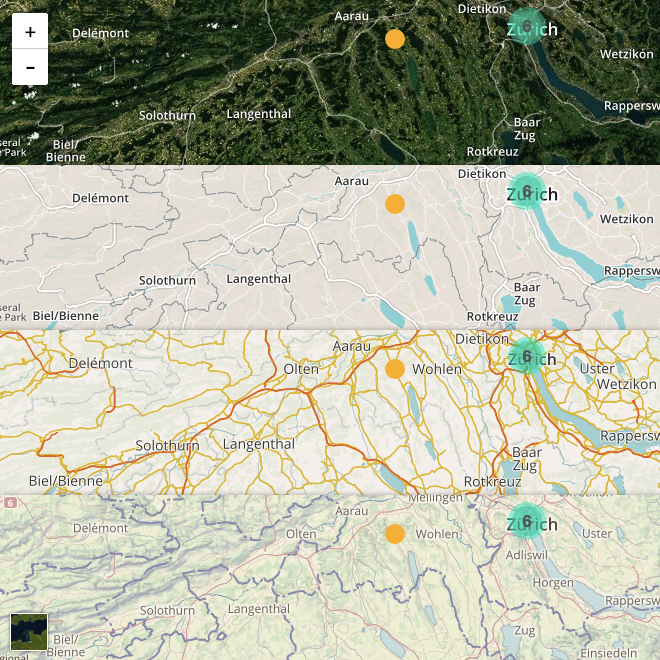 +
Delémont
Aarau
Dietikon
6
Zürich
Wetzikon
-
Solothurn
Langenthal
Baar
Zug
Rappersw
seral
e Park
Biel/
Bienne
Rotkreuz
Aarau
Dietikon
6
Zürich
Delémont
Wetzikon
Solothurn
Langenthal
Rappersw
Baar
Zug
seral
e Park
Biel/Bienne
Rotkreuz
Aarau
Dietikon
6
Zürich
Delémont
Olten
Wohlen
Uster
Wetzikon
Solothurn
Langenthal
Rappersw
Baar
Zug
Biel/Bienne
Rotkreuz
6
Mellingen
Aarau
6
Zürich
Delémont
Olten
Wohlen
Uster
Adliswil
Horgen
Solothurn
Langenthal
Rappersw
Zug
Biel/
Bienne
Einsiedeln